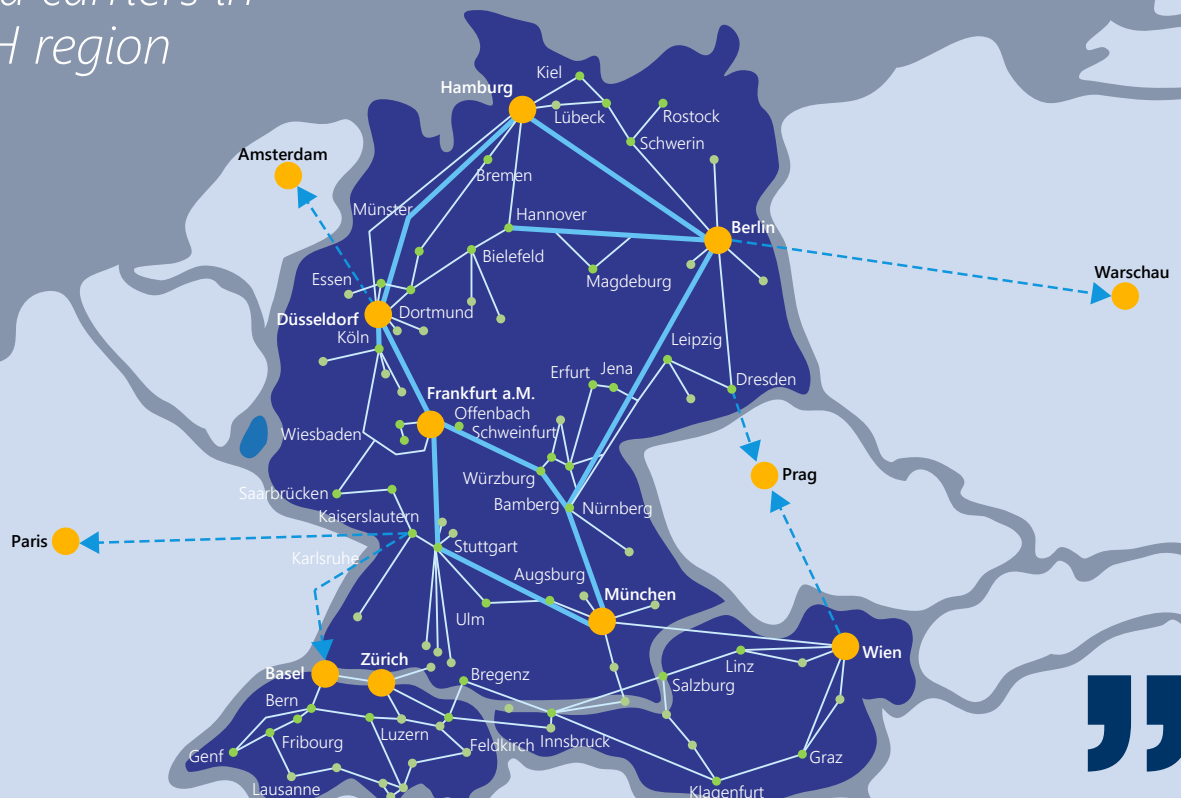 H region
Kiel
Hamburg
Lübeck
Rostock
Schwerin
Amsterdam
Bremen
Münster
Hannover
Berlin
Bielefeld
Warschau
Essen
Magdeburg
Dortmund
Düsseldorf
Köln
Leipzig
Erfurt
Jena
Dresden
Frankfurt a.M.
Offenbach
Schweinfurt
Wiesbaden
Würzburg
Prag
Saarbrücken
Bamberg
Nürnberg
Kaiserslautern
Paris
Stuttgart
Karlsruhe
Augsburg
München
Ulm
Wien
Zürich
Linz
Basel
Bregenz
Salzburg
Bern
Luzern
Fribourg
Feldkirch
Innsbruck
Genf
Graz
Lausanne
Klagenfurt
”